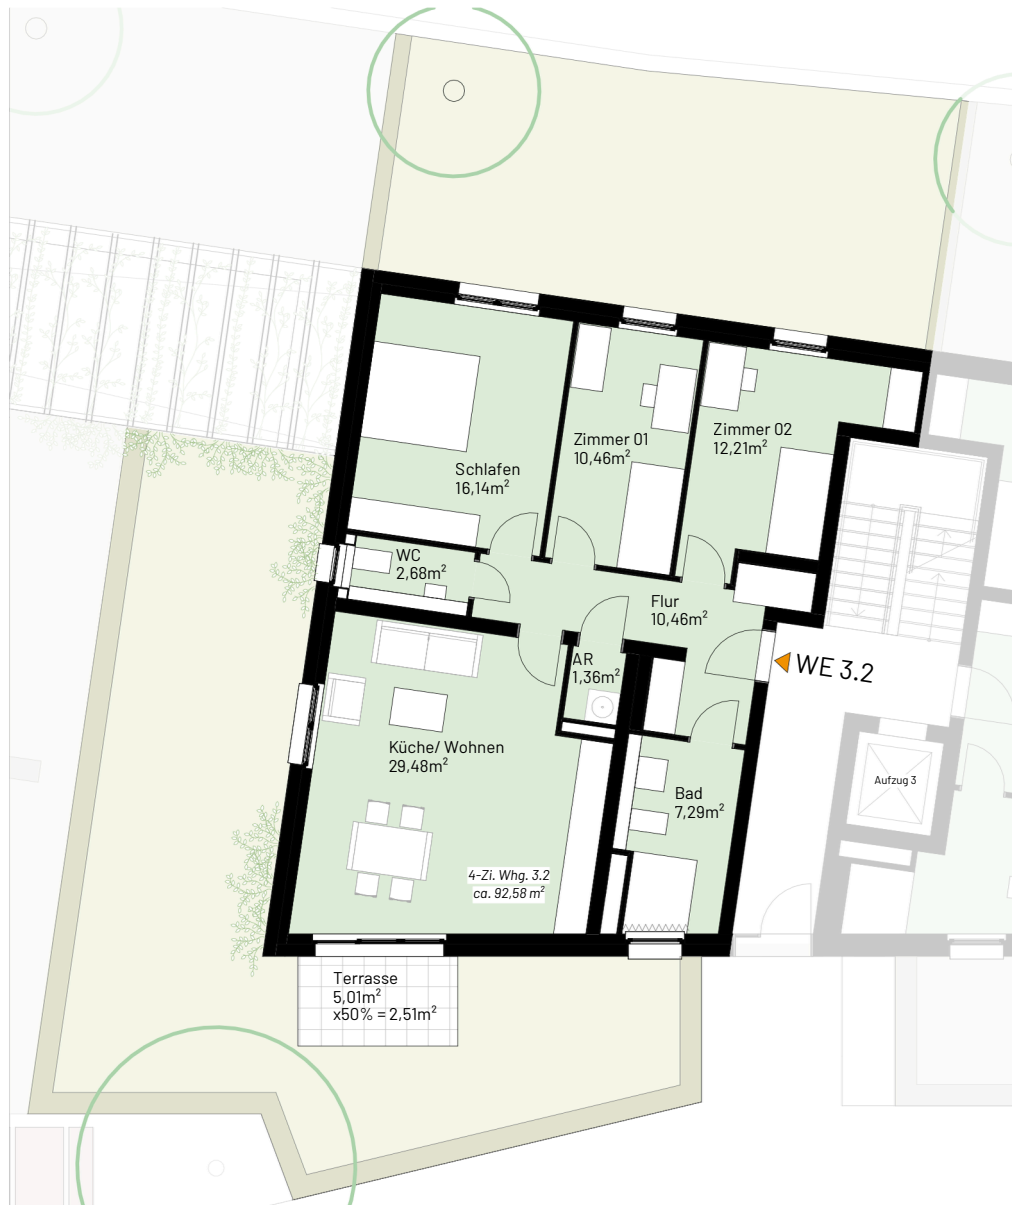 Zimmer 01
10,46m²
Zimmer 02
12,21m²
Schlafen
16,14m²
WC
2,68m²
Flur
10,46m²
AR
1,36m²
WE 3.2
Küche/ Wohnen
29,48m²
Bad
7,29m²
Aufzug 3
4-Zi. Whg. 3.2
ca. 92,58 m²
Terrasse
5,01m²
x50% = 2,51m²